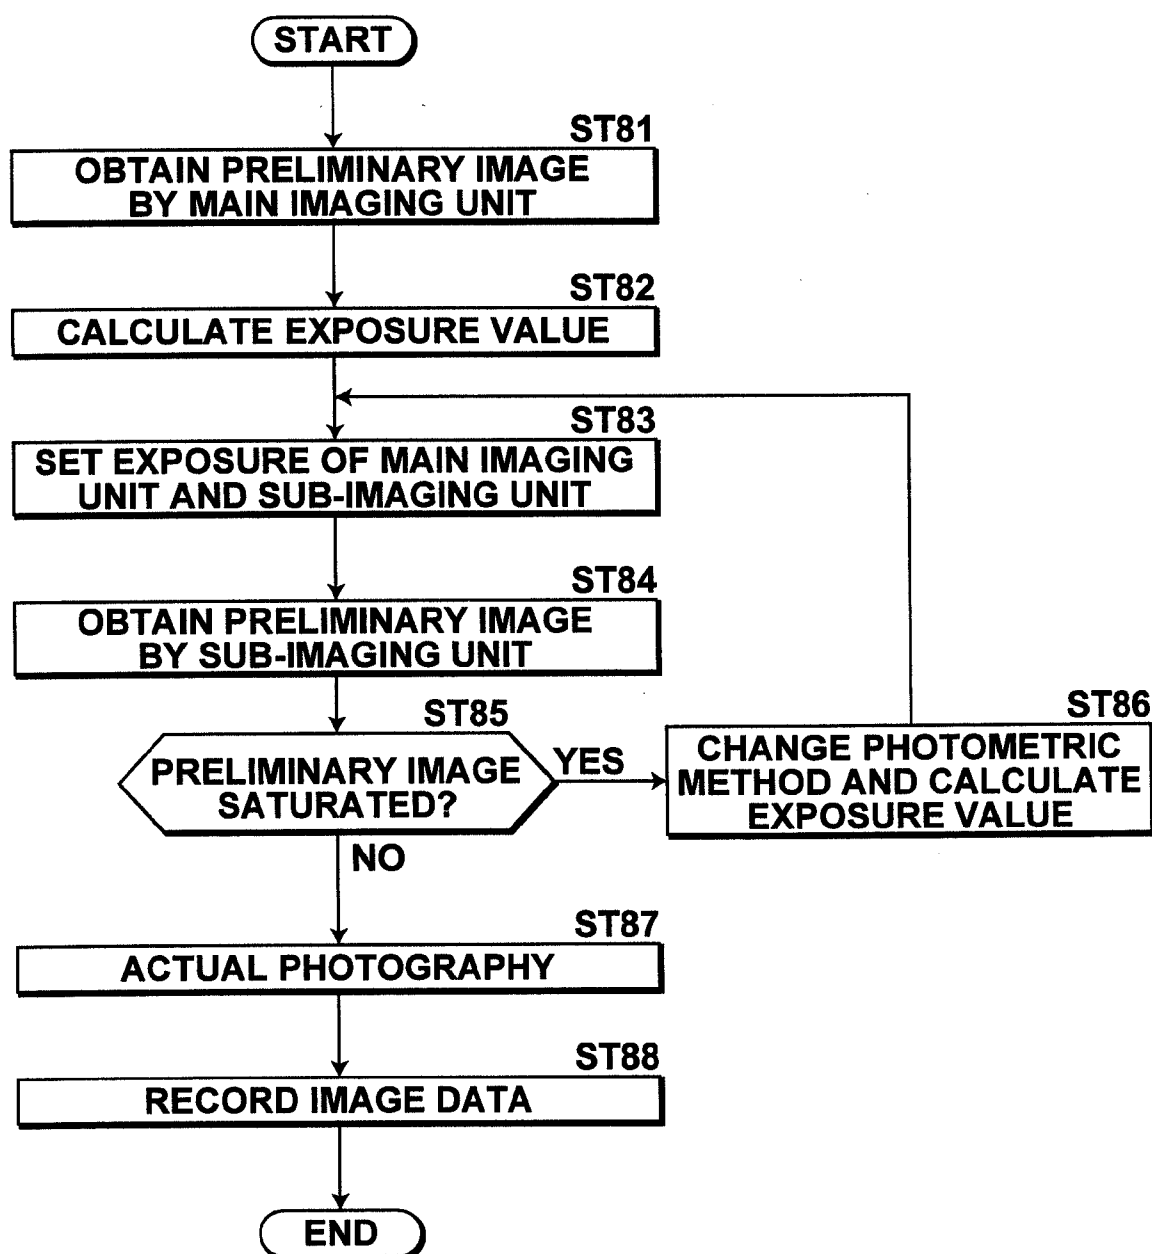 START
ST81
OBTAIN PRELIMINARY IMAGE
BY MAIN IMAGING UNIT
ST82
CALCULATE EXPOSURE VALUE
ST83
SET EXPOSURE OF MAIN IMAGING
UNIT AND SUB-IMAGING UNIT
ST84
OBTAIN PRELIMINARY IMAGE
BY SUB-IMAGING UNIT
ST85
PRELIMINARY IMAGE
SATURATED?
YES
ST86
CHANGE PHOTOMETRIC
METHOD AND CALCULATE
EXPOSURE VALUE
NO
ST87
ACTUAL PHOTOGRAPHY
ST88
RECORD IMAGE DATA
END